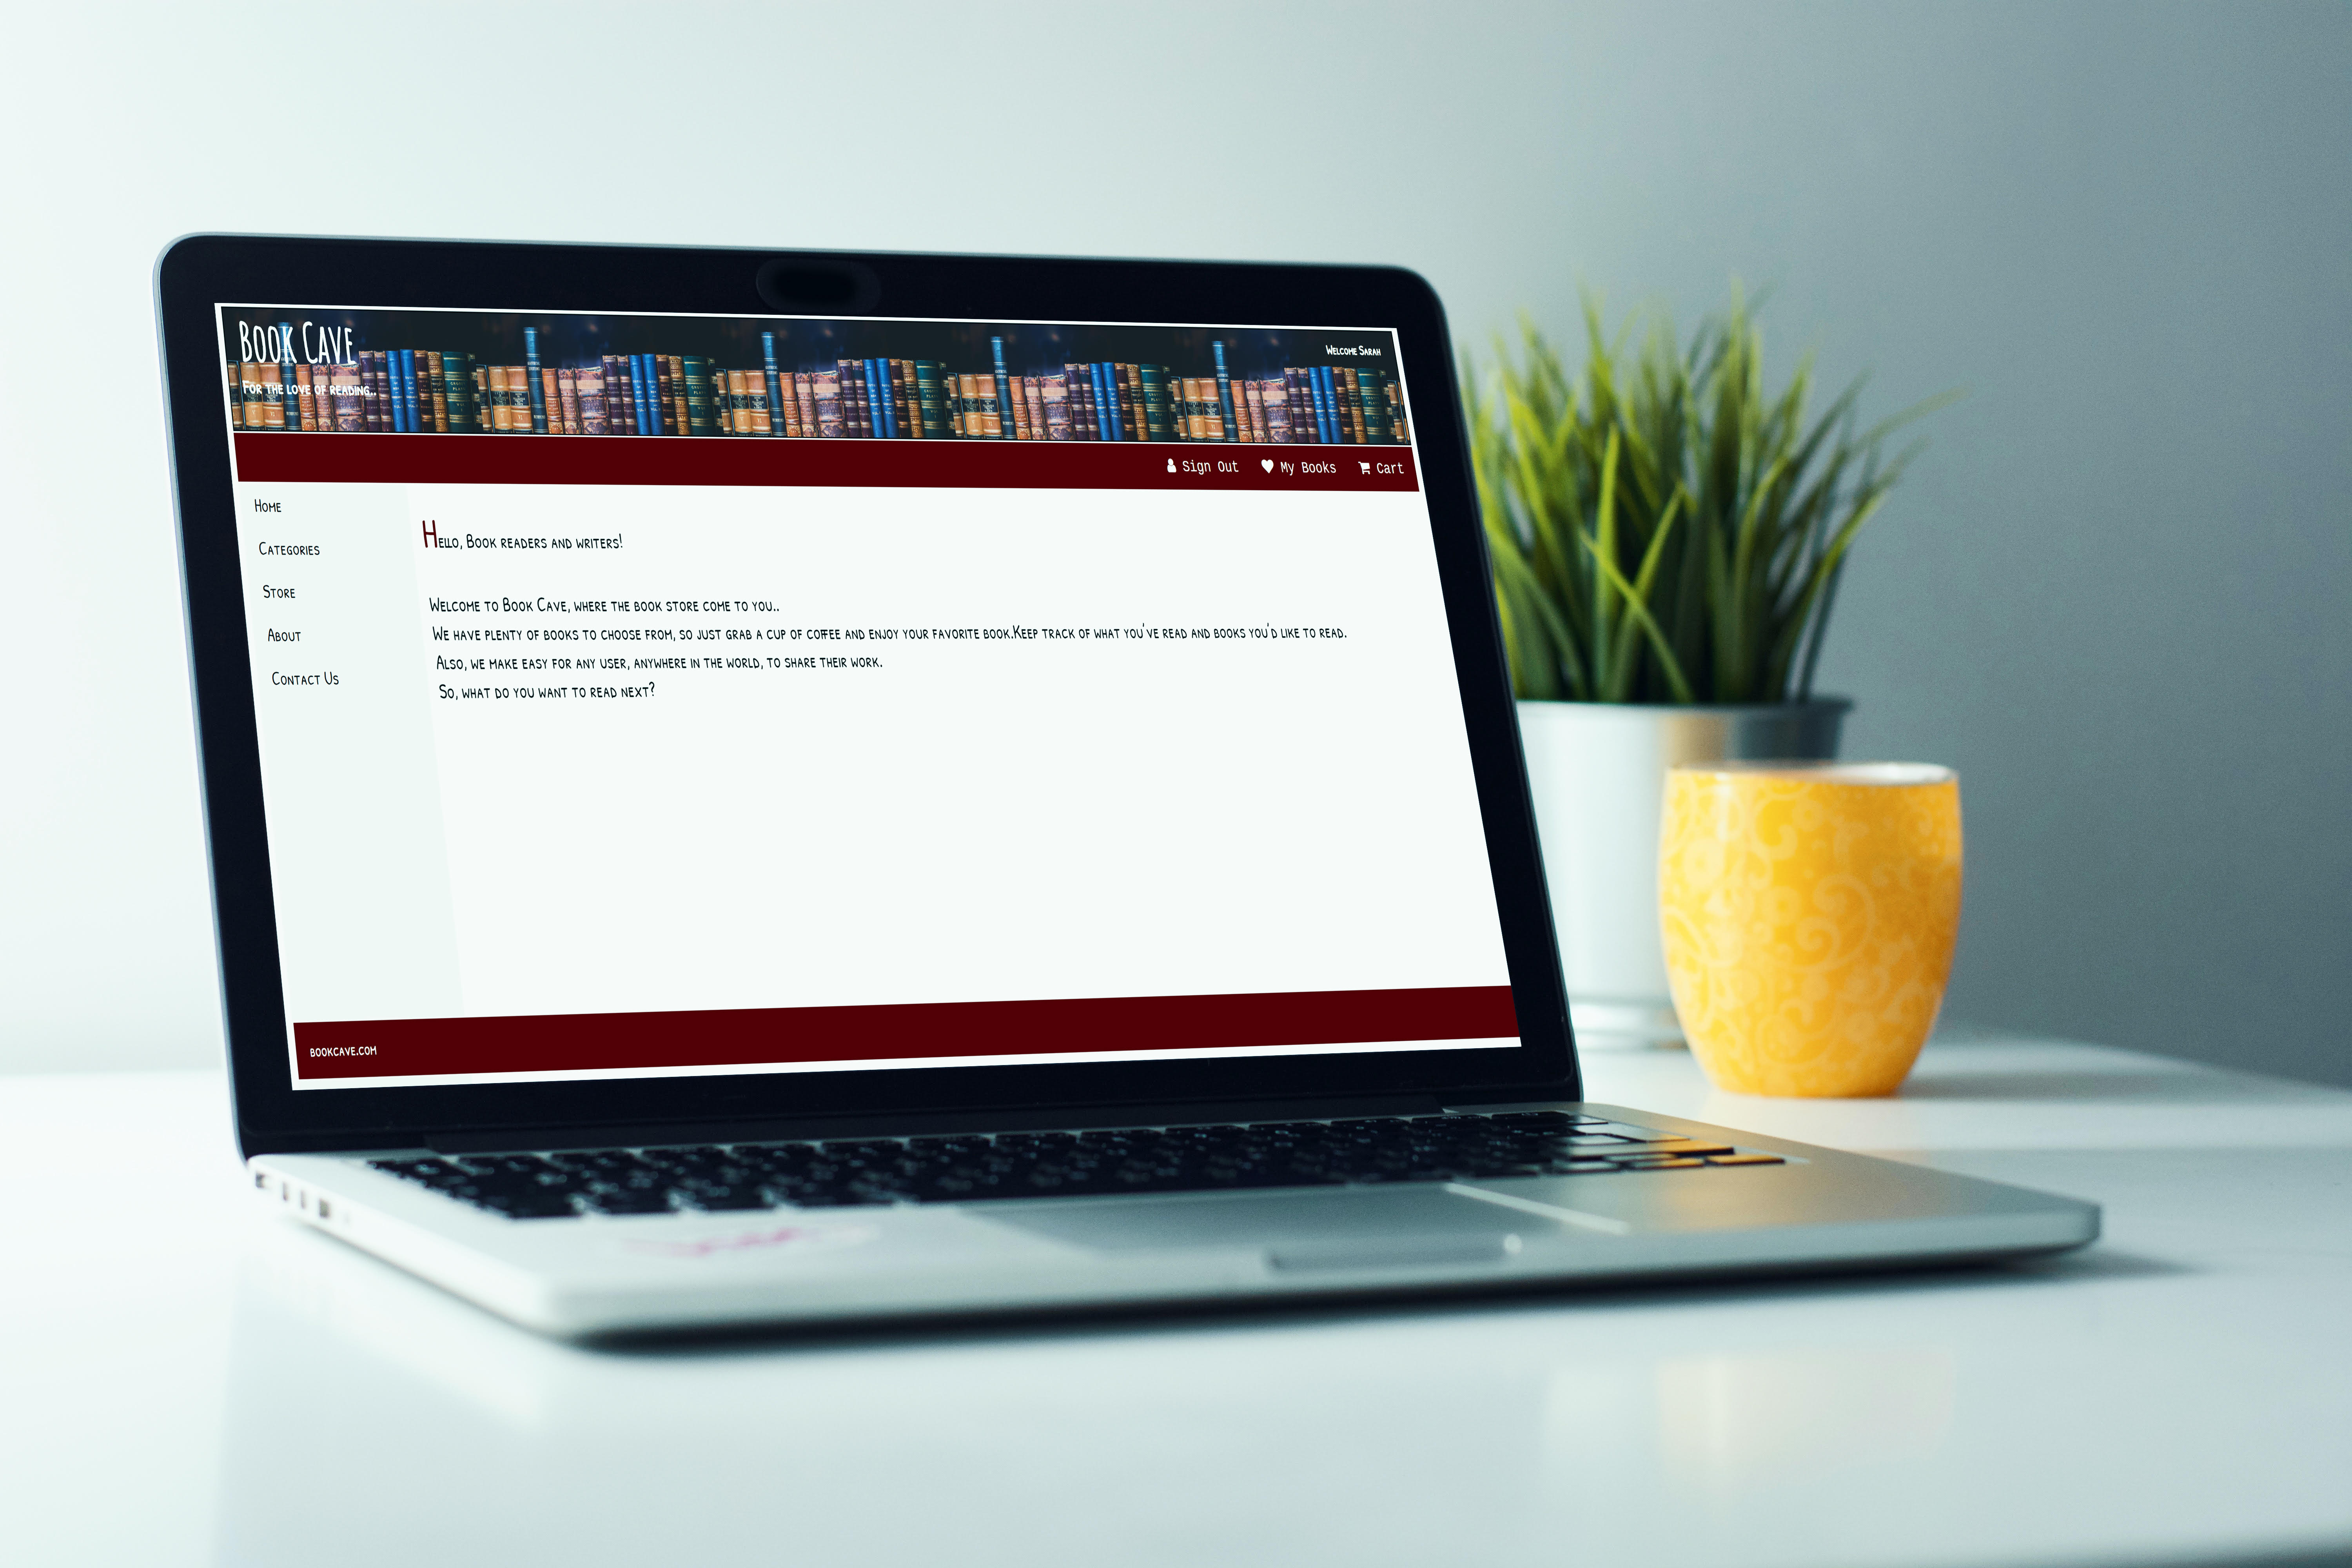 Book Cave
For the love of reading..
Welcome Sarah
Sign Out My Books Cart
Home
Categories
Store
About
Contact Us
Hello, Book readers and writers!
Welcome to Book Cave, where the book store come to you..
We have plenty of books to choose from, so just grab a cup of coffee and enjoy your favorite book.Keep track of what you've read and books you'd like to read.
Also, we make easy for any user, anywhere in the world, to share their work.
So, what do you want to read next?
bookcave.com